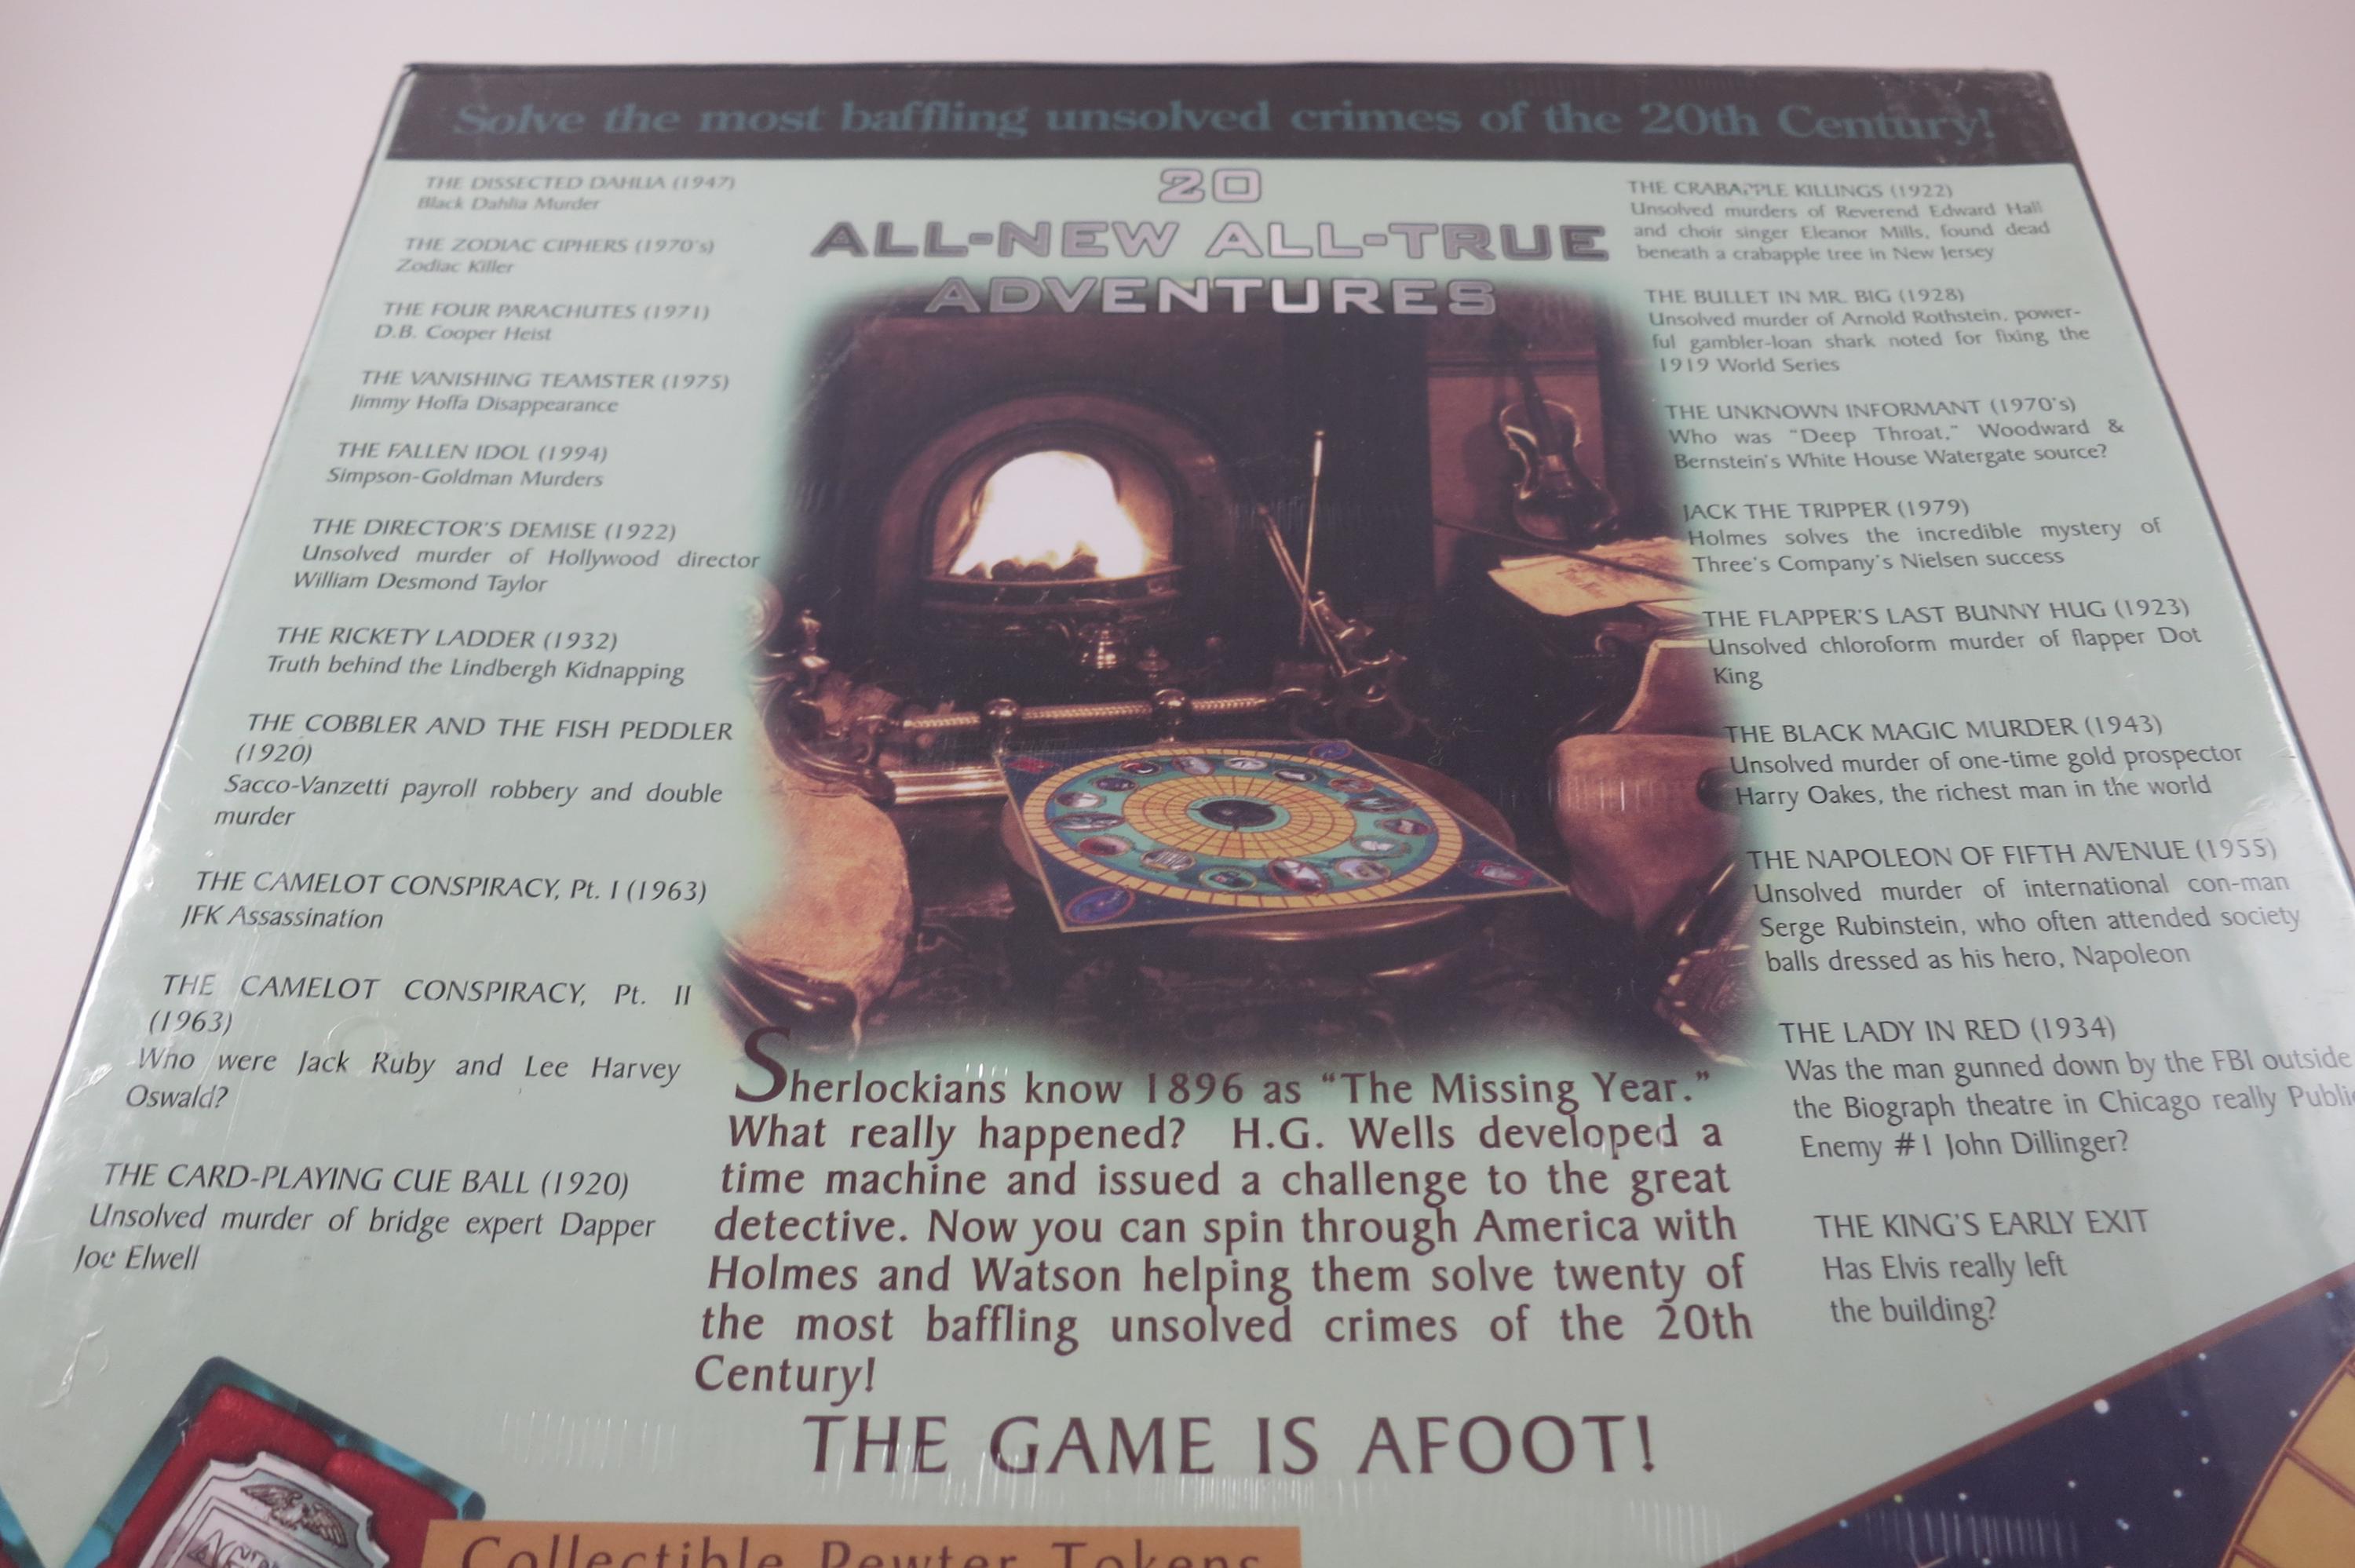 Solve the most baffling unsolved crimes of the 20th Century!
20
ALL-NEW ALL-TRUE
ADVENTURES
THE DISSECTED DAHLIA (1947)
Black Dahlia Murder
THE ZODIAC CIPHERS (1970's)
Zodiac Killer
THE FOUR PARACHUTES (1971)
D.B. Cooper Heist
THE VANISHING TEAMSTER (1975)
Jimmy Hoffa Disappearance
THE FALLEN IDOL (1994)
Simpson-Goldman Murders
THE DIRECTOR'S DEMISE (1922)
Unsolved murder of Hollywood director
William Desmond Taylor
THE RICKETY LADDER (1932)
Truth behind the Lindbergh Kidnapping
THE COBBLER AND THE FISH PEDDLER
(1920)
Sacco-Vanzetti payroll robbery and double
murder
THE CAMELOT CONSPIRACY, Pt. I (1963)
JFK Assassination
THE CAMELOT CONSPIRACY, Pt. II
(1963)
Who were Jack Ruby and Lee Harvey
Oswald?
THE CARD-PLAYING CUE BALL (1920)
Unsolved murder of bridge expert Dapper
Joe Elwell
THE CRABAPPLE KILLINGS (1922)
Unsolved murders of Reverend Edward Hall
and choir singer Eleanor Mills, found dead
beneath a crabapple tree in New Jersey
THE BULLET IN MR. BIG (1928)
Unsolved murder of Arnold Rothstein, power-
ful gambler-loan shark noted for fixing the
1919 World Series
THE UNKNOWN INFORMANT (1970's)
Who was "Deep Throat," Woodward &
Bernstein's White House Watergate source?
JACK THE TRIPPER (1979)
Holmes solves the incredible mystery of
Three's Company's Nielsen success
THE FLAPPER'S LAST BUNNY HUG (1923)
Unsolved chloroform murder of flapper Dot
King
THE BLACK MAGIC MURDER (1943)
Unsolved murder of one-time gold prospector
Harry Oakes, the richest man in the world
THE NAPOLEON OF FIFTH AVENUE (1955)
Unsolved murder of international con-man
Serge Rubinstein, who often attended society
balls dressed as his hero, Napoleon
THE LADY IN RED (1934)
Was the man gunned down by the FBI outside
the Biograph theatre in Chicago really Public
Enemy #1 John Dillinger?
THE KING'S EARLY EXIT
Has Elvis really left
the building?
Sherlockians know 1896 as "The Missing Year."
What really happened? H.G. Wells developed a
time machine and issued a challenge to the great
detective. Now you can spin through America with
Holmes and Watson helping them solve twenty of
the most baffling unsolved crimes of the 20th
Century!
THE GAME IS AFOOT!
Collectible Pewter Tokens